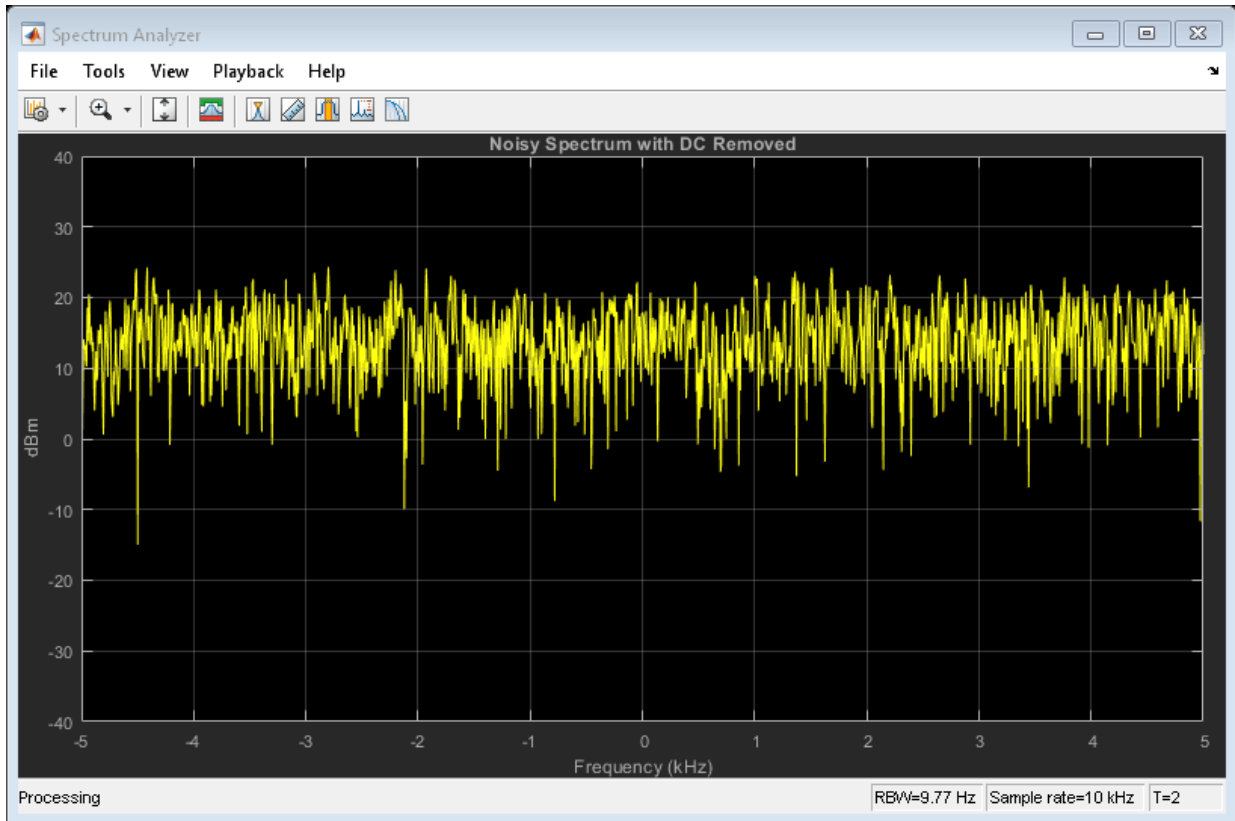 Spectrum Analyzer
File Tools View Playback Help
Noisy Spectrum with DC Removed
40
30
20
10
0
-10
-20
-30
-40
dBm
-5 -4 -3 -2 -1 0 1 2 3 4 5
Frequency (kHz)
Processing RBW=9.77 Hz Sample rate=10 kHz T=2